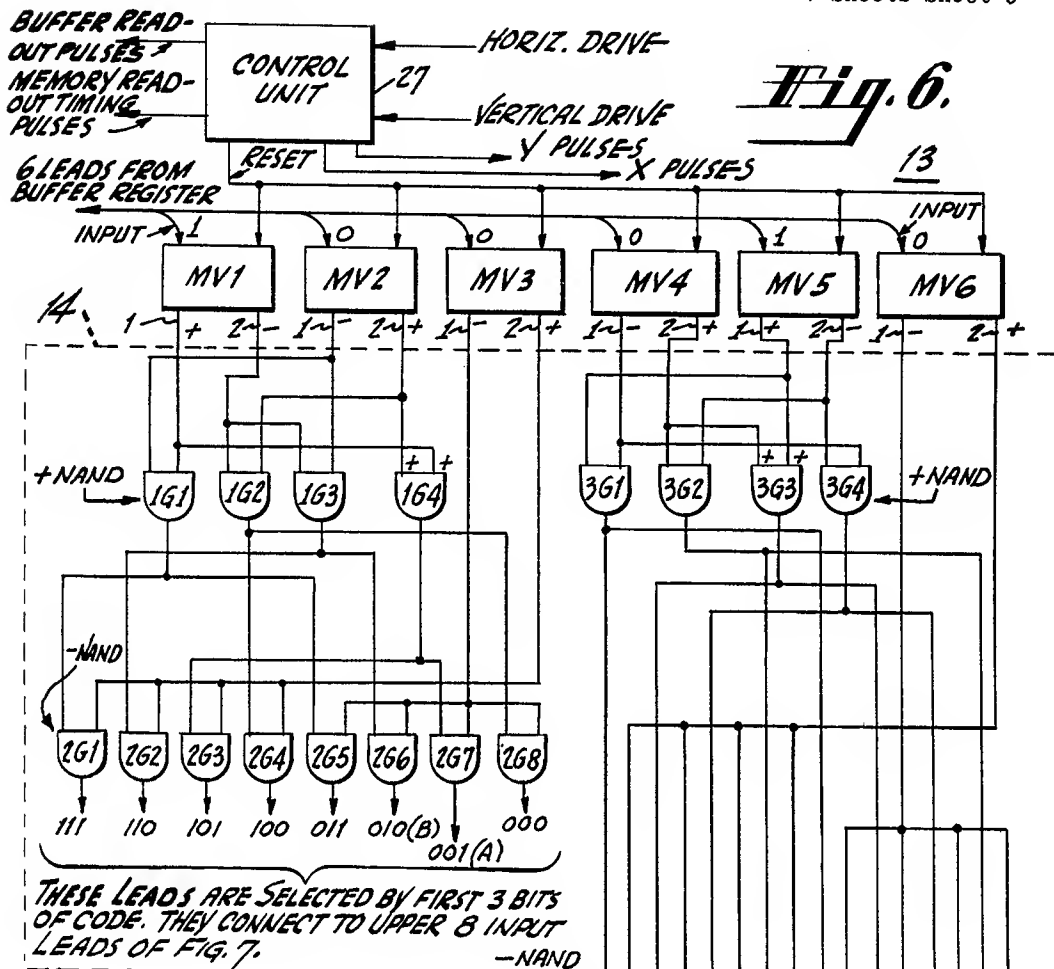 BUFFER READ-
OUT PULSES
MEMORY READ-
OUT TIMING
PULSES
CONTROL
UNIT
27
HORIZ. DRIVE
VERTICAL DRIVE
Fig. 6.
Y PULSES
X PULSES
13
RESET
6 LEADS FROM
BUFFER REGISTER
INPUT
INPUT
1 0 0 0 1 0
MV1 MV2 MV3 MV4 MV5 MV6
14
1 + 2 - 1 - 2 + 1 - 2 + 1 - 2 + 1 + 2 - 1 - 2 +
+ + + +
+NAND
1G1 1G2 1G3 1G4 3G1 3G2 3G3 3G4
+NAND
-NAND
2G1 2G2 2G3 2G4 2G5 2G6 2G7 2G8
111 110 101 100 011 010(B) 001(A) 000
THESE LEADS ARE SELECTED BY FIRST 3 BITS
OF CODE. THEY CONNECT TO UPPER 8 INPUT
LEADS OF FIG. 7.
-NAND